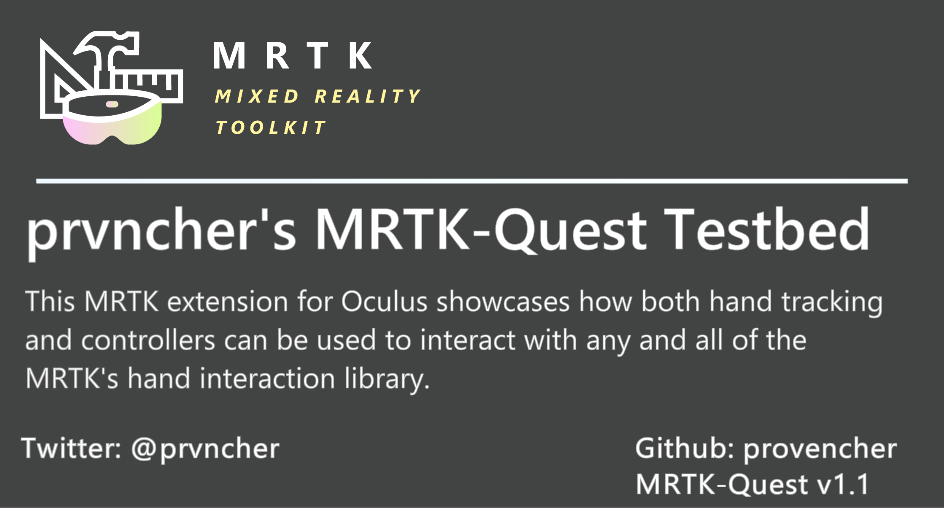 MRTK
MIXED REALITY
TOOLKIT
prvncher's MRTK-Quest Testbed
This MRTK extension for Oculus showcases how both hand tracking
and controllers can be used to interact with any and all of the
MRTK's hand interaction library.
Twitter: @prvncher
Github: provencher
MRTK-Quest v1.1